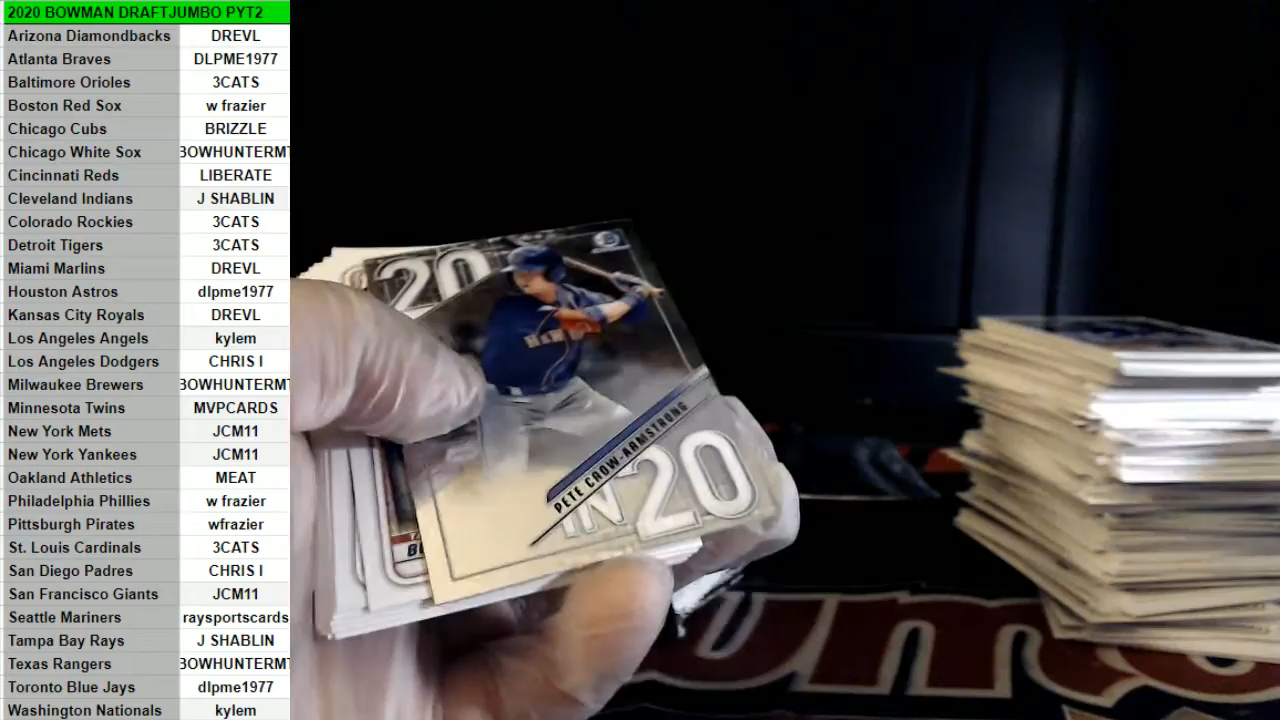 2020 BOWMAN DRAFTJUMBO PYT2
Arizona Diamondbacks DREVL
Atlanta Braves DLPME1977
Baltimore Orioles 3CATS
Boston Red Sox w frazier
Chicago Cubs BRIZZLE
Chicago White Sox BOWHUNTERMT
Cincinnati Reds LIBERATE
Cleveland Indians J SHABLIN
Colorado Rockies 3CATS
Detroit Tigers 3CATS
Miami Marlins DREVL
Houston Astros dlpme1977
Kansas City Royals DREVL
Los Angeles Angels kylem
Los Angeles Dodgers CHRIS I
Milwaukee Brewers BOWHUNTERMT
Minnesota Twins MVPCARDS
New York Mets JCM11
New York Yankees JCM11
Oakland Athletics MEAT
Philadelphia Phillies w frazier
Pittsburgh Pirates wfrazier
St. Louis Cardinals 3CATS
San Diego Padres CHRIS I
San Francisco Giants JCM11
Seattle Mariners raysportscards
Tampa Bay Rays J SHABLIN
Texas Rangers BOWHUNTERMT
Toronto Blue Jays dlpme1977
Washington Nationals kylem
20
PETE CROW-ARMSTRONG
IN 20